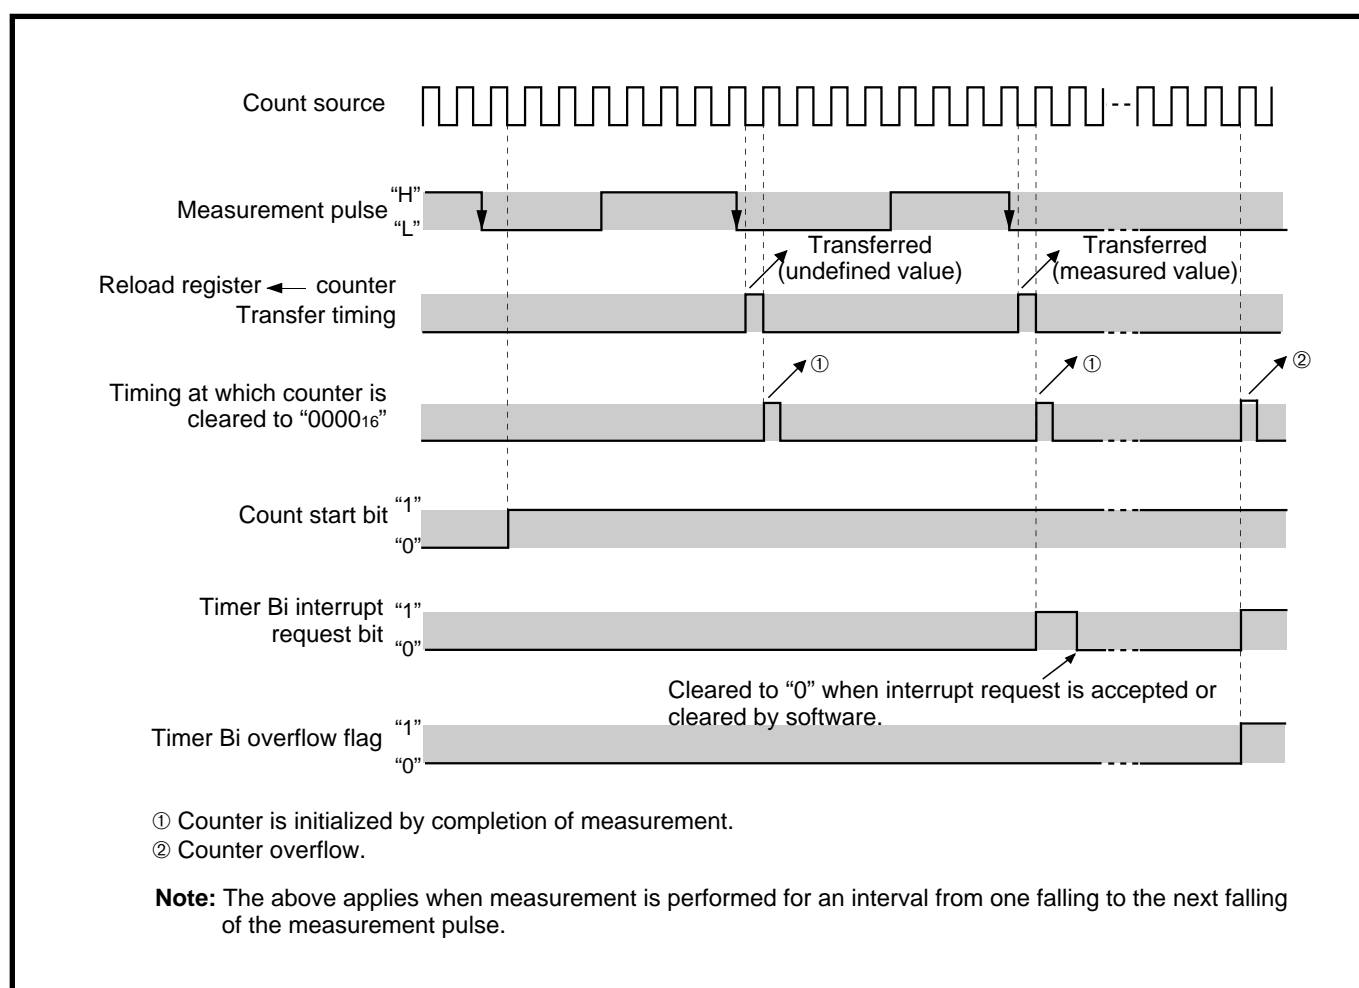 Count source
Measurement pulse
“H”
“L”
Transferred
(undefined value)
Transferred
(measured value)
Reload register ← counter
Transfer timing
①
①
②
Timing at which counter is
cleared to “0000₁₆”
Count start bit
“1”
“0”
Timer Bi interrupt
request bit
“1”
“0”
Cleared to “0” when interrupt request is accepted or
cleared by software.
Timer Bi overflow flag
“1”
“0”
① Counter is initialized by completion of measurement.
② Counter overflow.
Note: The above applies when measurement is performed for an interval from one falling to the next falling
of the measurement pulse.